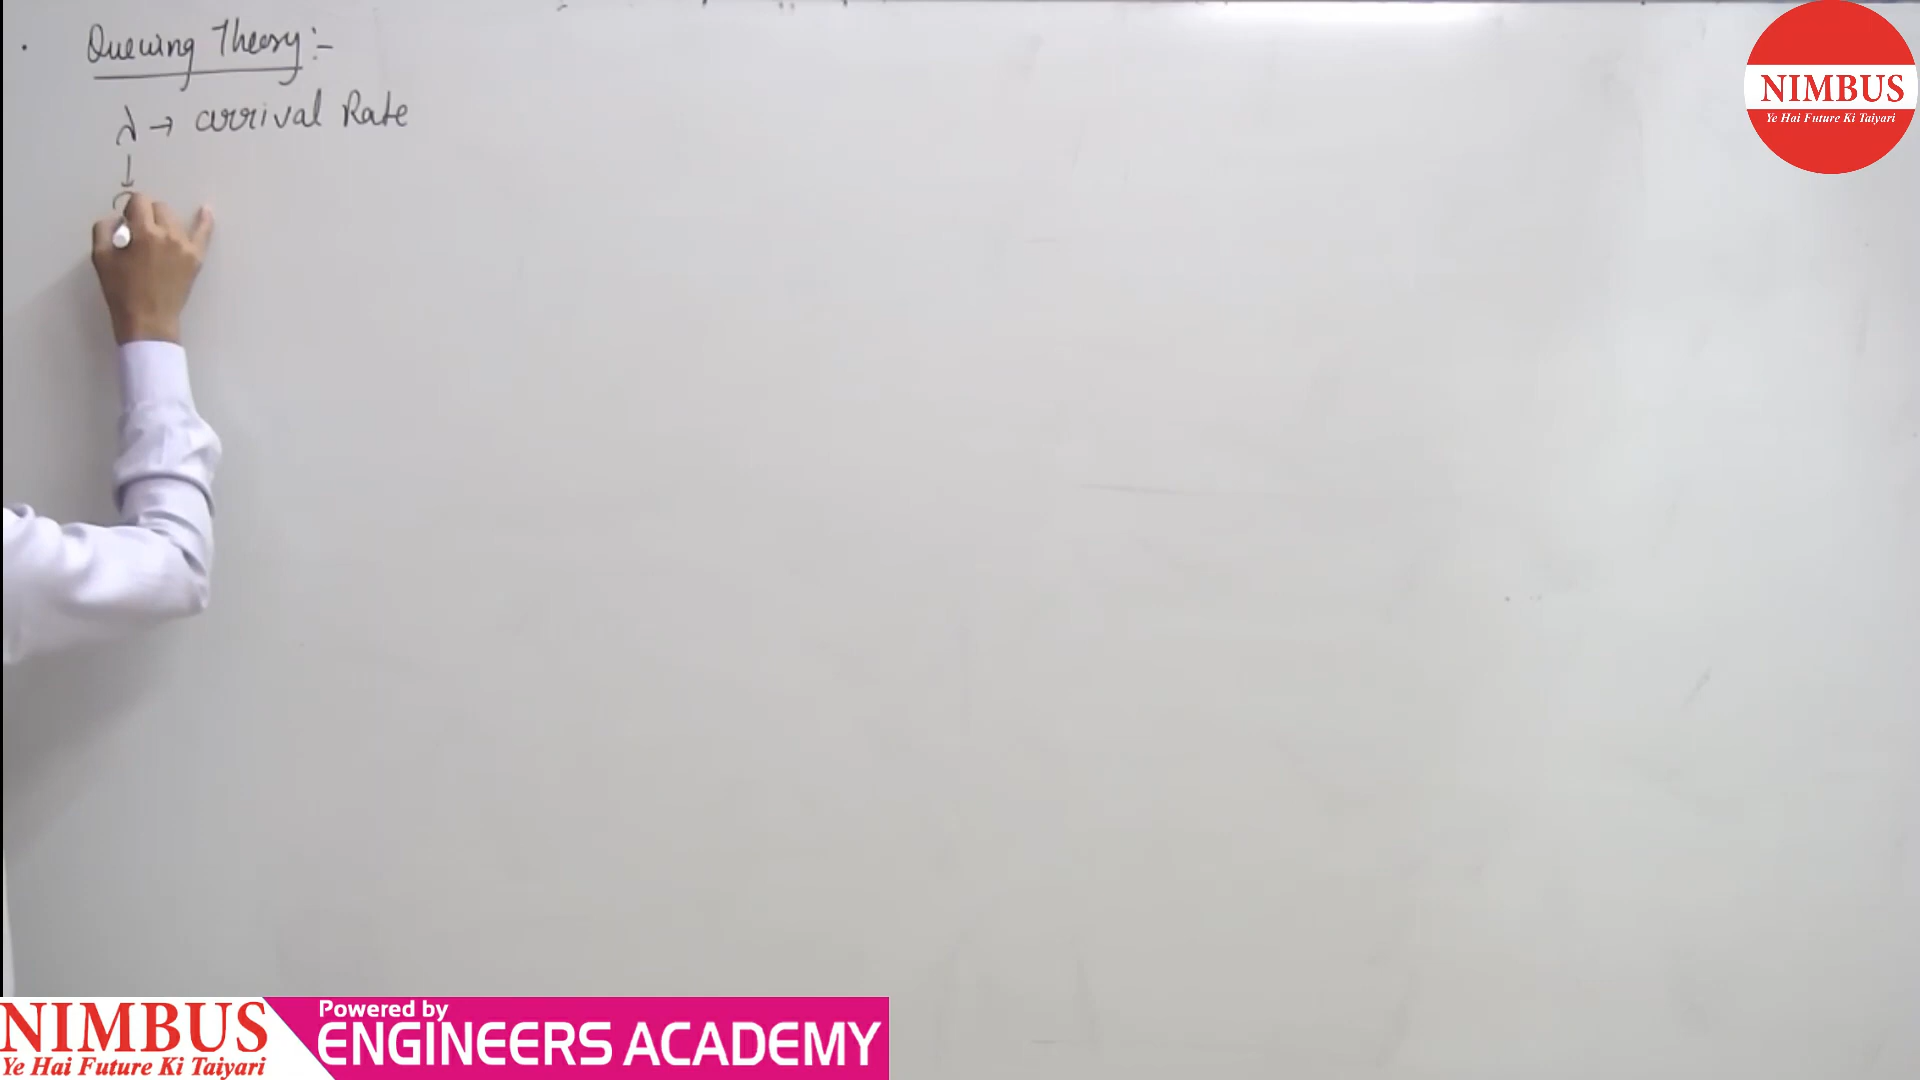 Queuing Theory :-
λ → arrival Rate
↓
NIMBUS
Ye Hai Future Ki Taiyari
NIMBUS
Ye Hai Future Ki Taiyari
Powered by
ENGINEERS ACADEMY